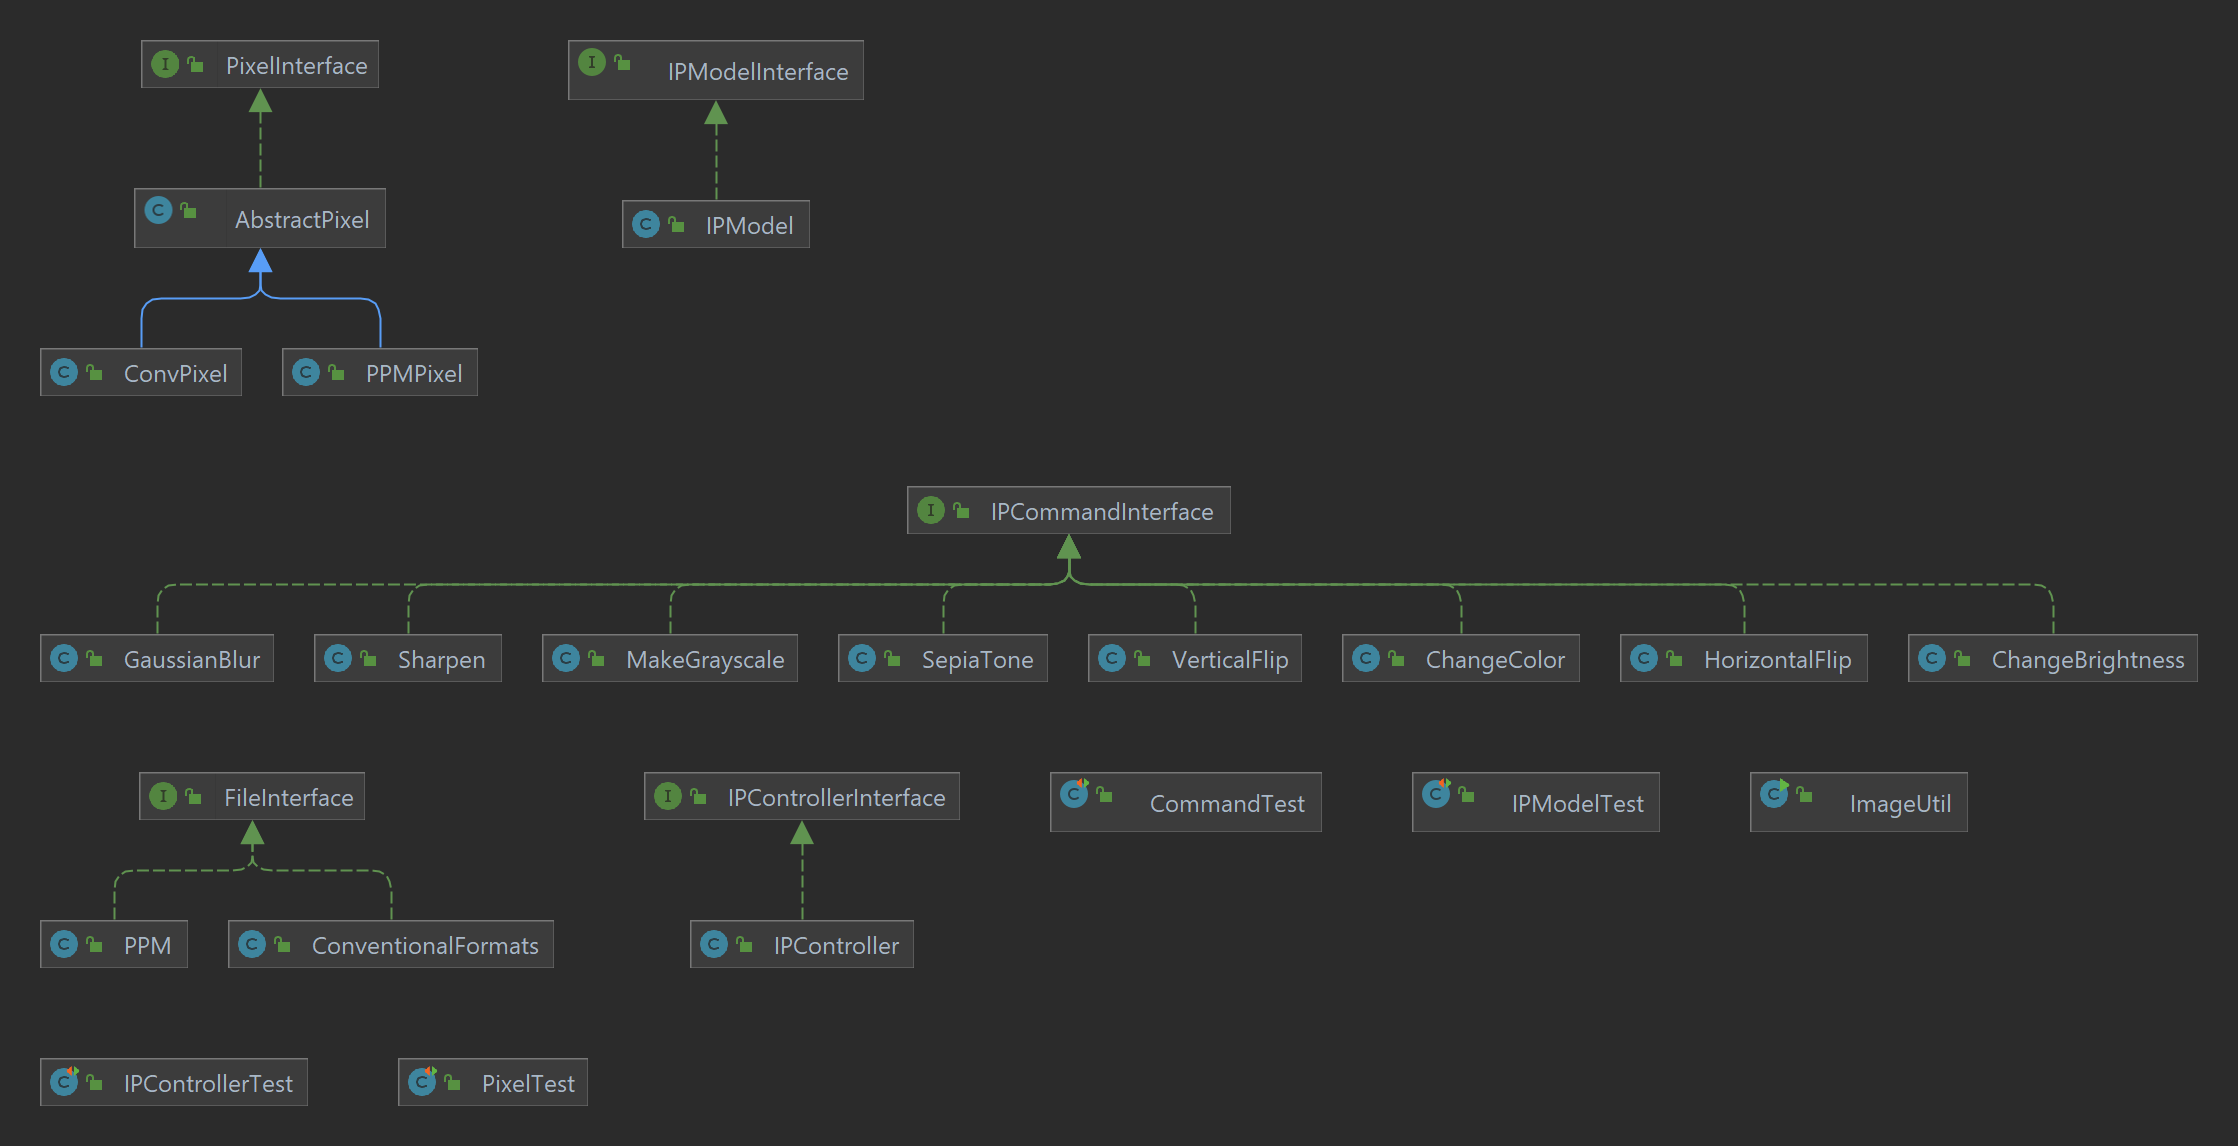 I PixelInterface
I IPModelInterface
C AbstractPixel
C IPModel
C ConvPixel
C PPMPixel
I IPCommandInterface
C GaussianBlur
C Sharpen
C MakeGrayscale
C SepiaTone
C VerticalFlip
C ChangeColor
C HorizontalFlip
C ChangeBrightness
I FileInterface
I IPControllerInterface
C CommandTest
C IPModelTest
C ImageUtil
C PPM
C ConventionalFormats
C IPController
C IPControllerTest
C PixelTest